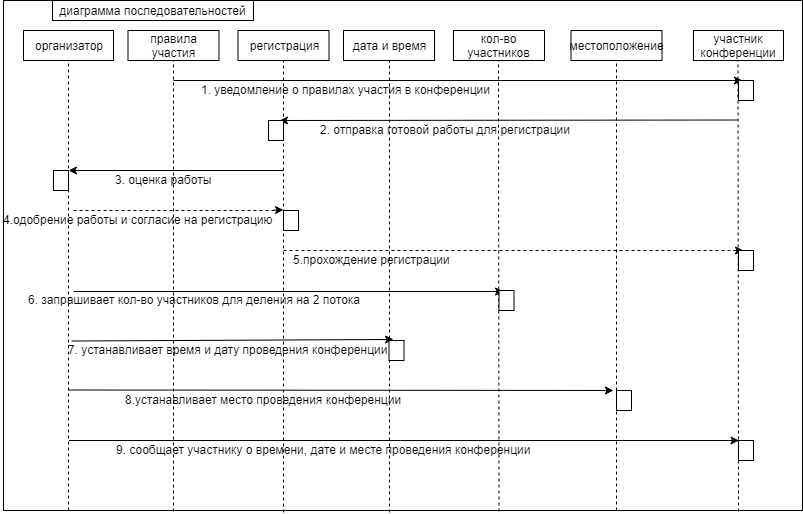 диаграмма последовательностей
организатор
правила
участия
регистрация
дата и время
кол-во
участников
местоположение
участник
конференции
1. уведомление о правилах участия в конференции
2. отправка готовой работы для регистрации
3. оценка работы
4.одобрение работы и согласие на регистрацию
5.прохождение регистрации
6. запрашивает кол-во участников для деления на 2 потока
7. устанавливает время и дату проведения конференции
8.устанавливает место проведения конференции
9. сообщает участнику о времени, дате и месте проведения конференции